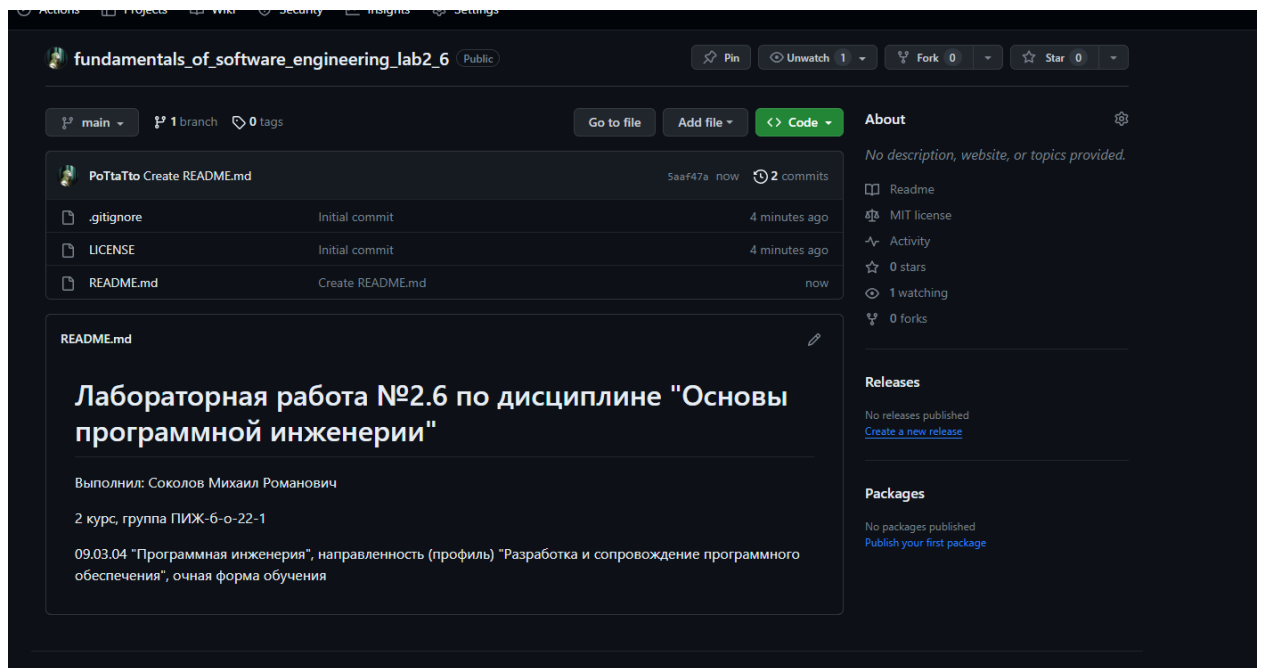 Actions Projects Wiki Security Insights Settings
fundamentals_of_software_engineering_lab2_6 Public
Pin Unwatch 1 Fork 0 Star 0
main 1 branch 0 tags
Go to file Add file Code
PoTtaTto Create README.md 5aaf47a now 2 commits
.gitignore Initial commit 4 minutes ago
LICENSE Initial commit 4 minutes ago
README.md Create README.md now
README.md
Лабораторная работа №2.6 по дисциплине "Основы
программной инженерии"
Выполнил: Соколов Михаил Романович
2 курс, группа ПИЖ-б-о-22-1
09.03.04 "Программная инженерия", направленность (профиль) "Разработка и сопровождение программного
обеспечения", очная форма обучения
About
No description, website, or topics provided.
Readme
MIT license
Activity
0 stars
1 watching
0 forks
Releases
No releases published
Create a new release
Packages
No packages published
Publish your first package